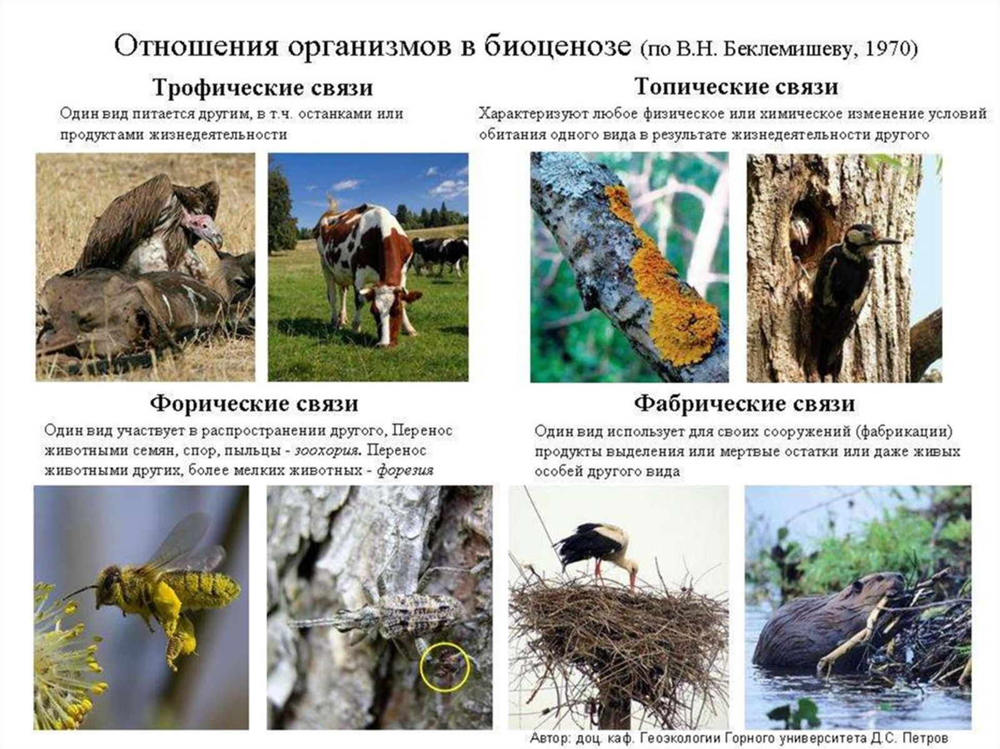 Отношения организмов в биоценозе (по В.Н. Беклемишеву, 1970)
Трофические связи
Один вид питается другим, в т.ч. останками или
продуктами жизнедеятельности
Топические связи
Характеризуют любое физическое или химическое изменение условий
обитания одного вида в результате жизнедеятельности другого
Форические связи
Один вид участвует в распространении другого, Перенос
животными семян, спор, пыльцы - зоохория. Перенос
животными других, более мелких животных - форезия
Фабрические связи
Один вид использует для своих сооружений (фабрикации)
продукты выделения или мертвые остатки или даже живых
особей другого вида
Автор: доц. каф. Геоэкологии Горного университета Д.С. Петров